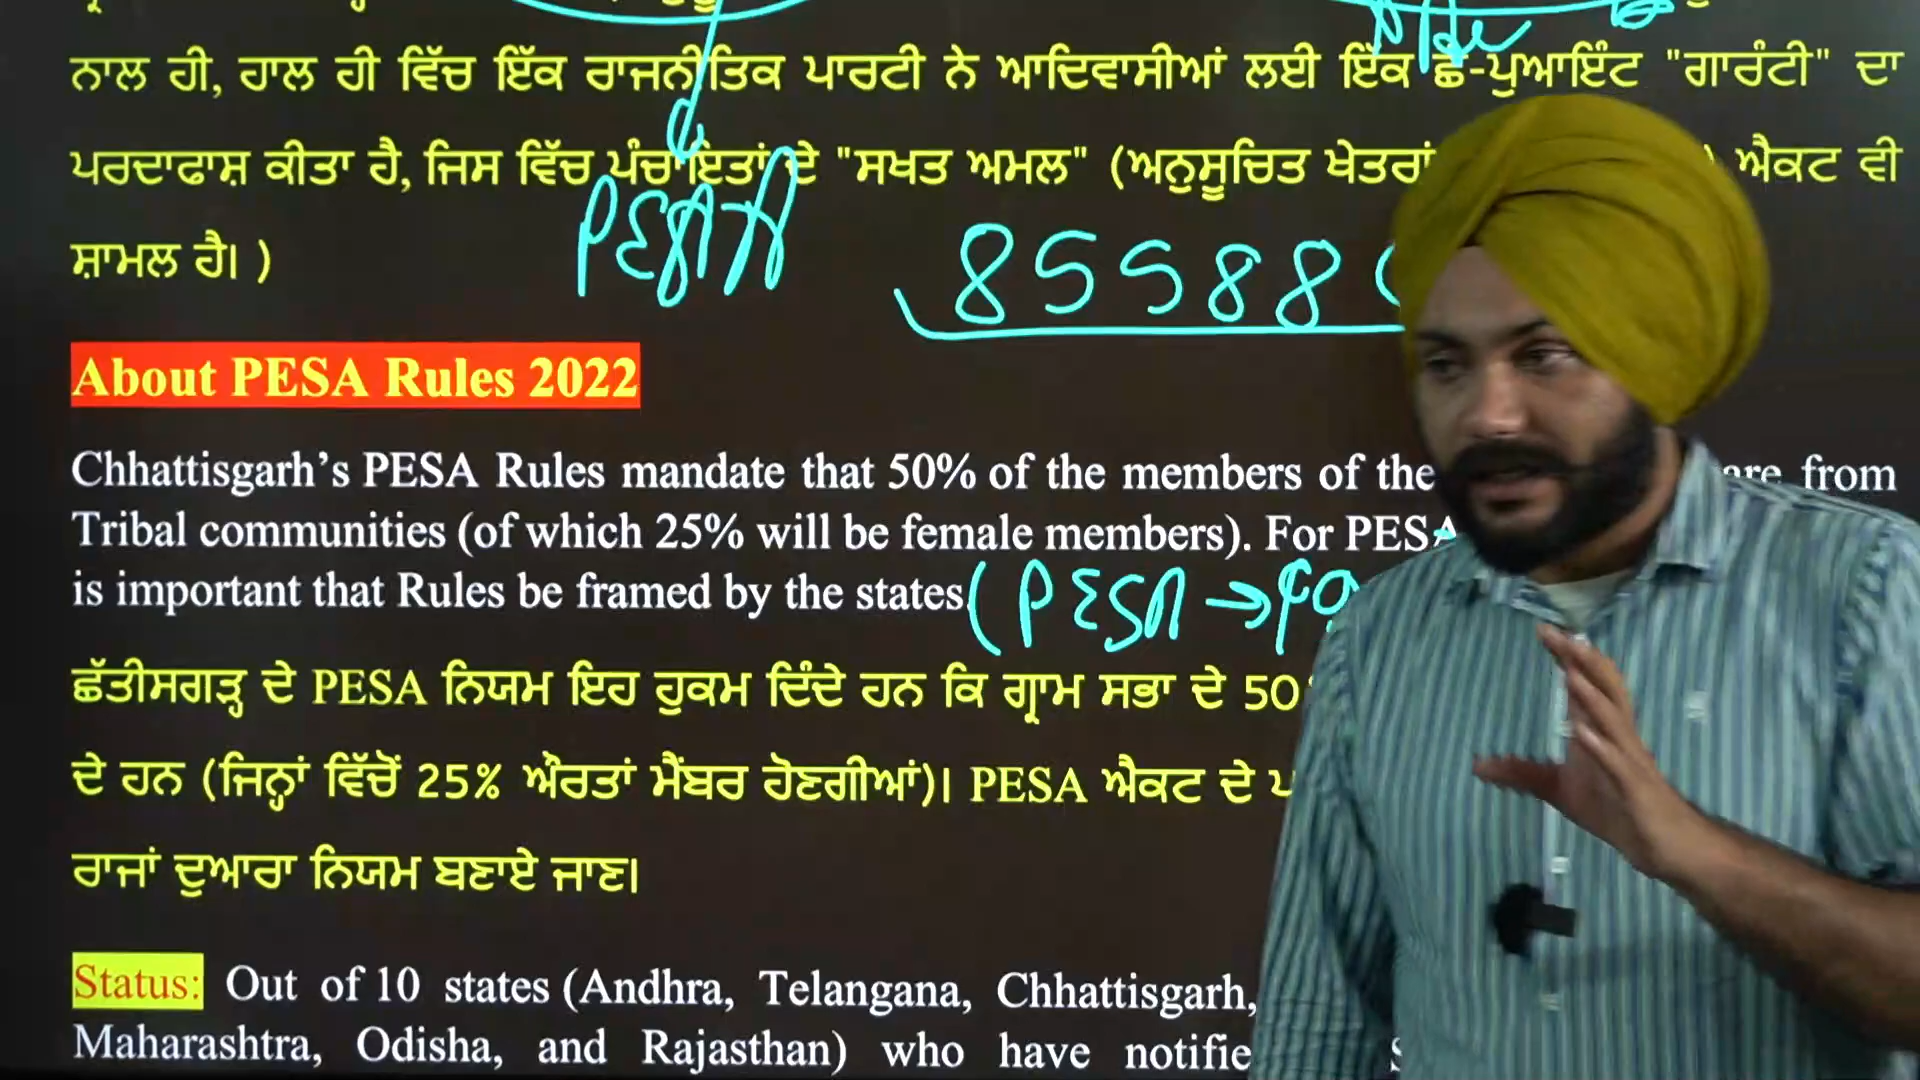 ਨਾਲ ਹੀ, ਹਾਲ ਹੀ ਵਿੱਚ ਇੱਕ ਰਾਜਨੀਤਿਕ ਪਾਰਟੀ ਨੇ ਆਦਿਵਾਸੀਆਂ ਲਈ ਇੱਕ ਛੇ-ਪੁਆਇੰਟ "ਗਾਰੰਟੀ" ਦਾ
ਪਰਦਾਫਾਸ਼ ਕੀਤਾ ਹੈ, ਜਿਸ ਵਿੱਚ ਪੰਚਾਇਤਾਂ ਦੇ "ਸਖਤ ਅਮਲ" (ਅਨੁਸੂਚਿਤ ਖੇਤਰਾਂ ) ਐਕਟ ਵੀ
ਸ਼ਾਮਲ ਹੈ। )
PESA
85588
About PESA Rules 2022
Chhattisgarh's PESA Rules mandate that 50% of the members of the are from
Tribal communities (of which 25% will be female members). For PESA
is important that Rules be framed by the states
(PESA →
ਛੱਤੀਸਗੜ੍ਹ ਦੇ PESA ਨਿਯਮ ਇਹ ਹੁਕਮ ਦਿੰਦੇ ਹਨ ਕਿ ਗ੍ਰਾਮ ਸਭਾ ਦੇ 50
ਦੇ ਹਨ (ਜਿਨ੍ਹਾਂ ਵਿੱਚੋਂ 25% ਔਰਤਾਂ ਮੈਂਬਰ ਹੋਣਗੀਆਂ)। PESA ਐਕਟ ਦੇ
ਰਾਜਾਂ ਦੁਆਰਾ ਨਿਯਮ ਬਣਾਏ ਜਾਣ।
Status: Out of 10 states (Andhra, Telangana, Chhattisgarh,
Maharashtra, Odisha, and Rajasthan) who have notifie